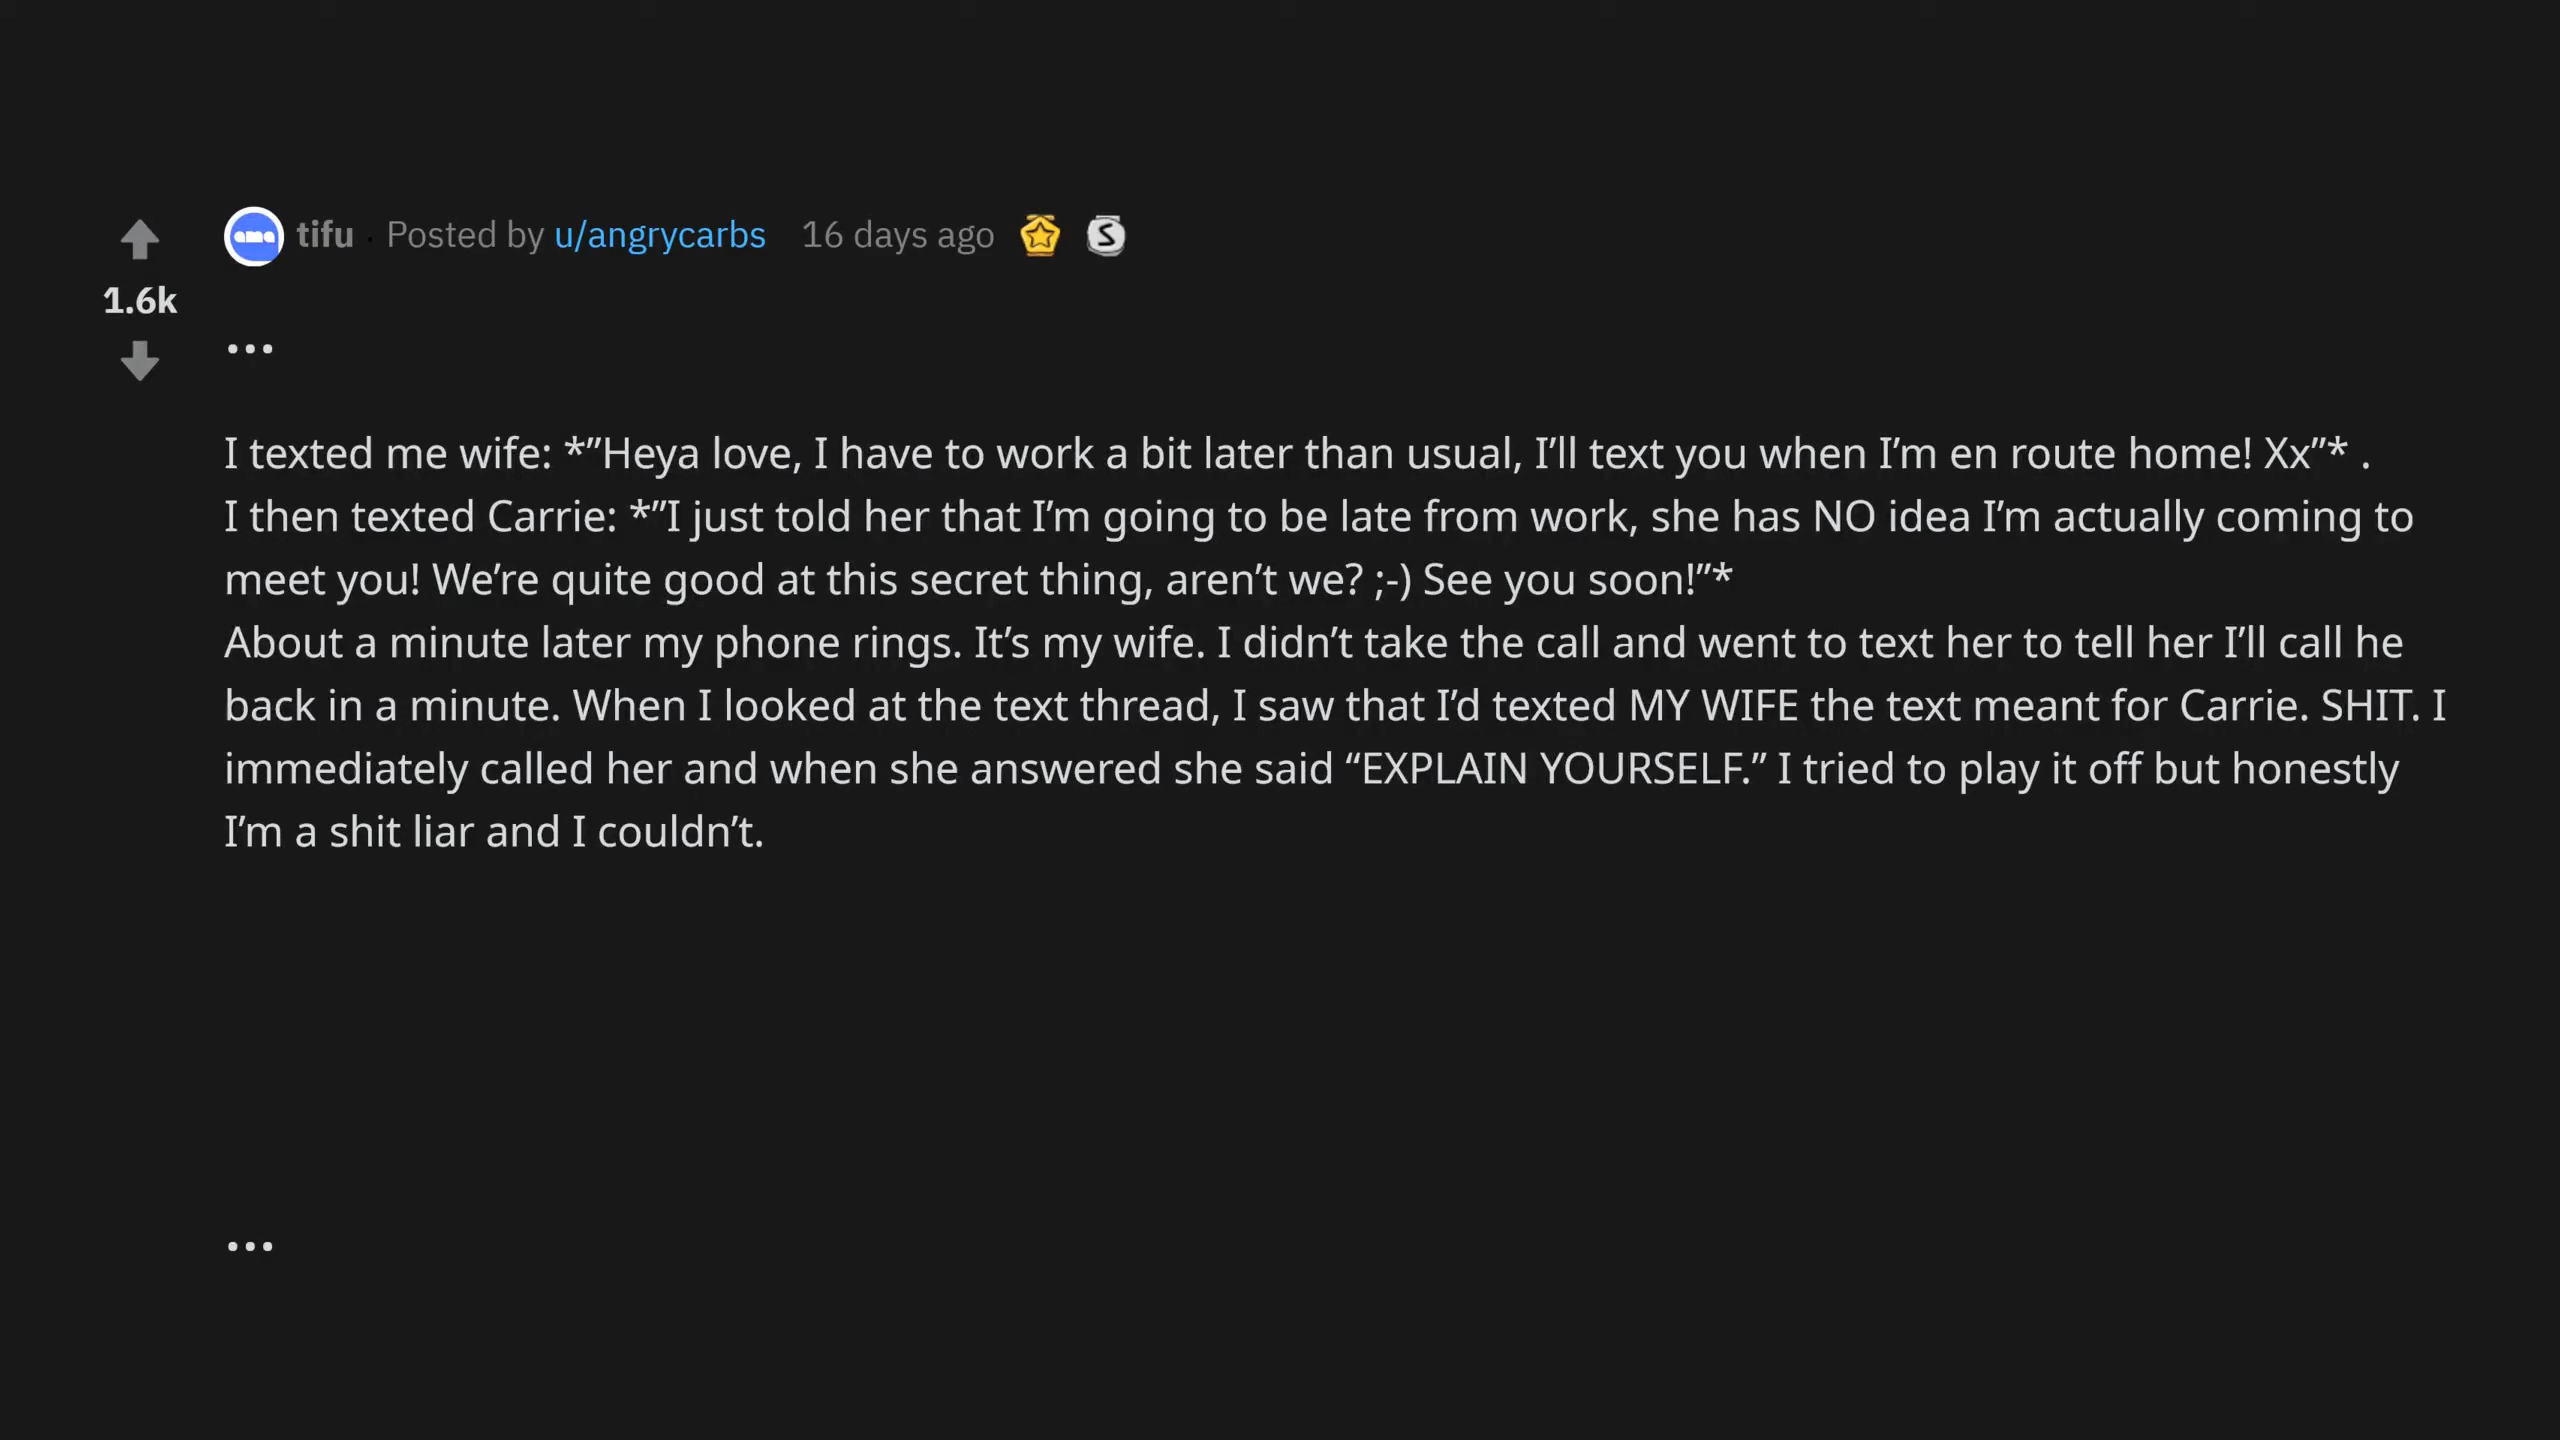 tifu · Posted by u/angrycarbs 16 days ago
1.6k
...
I texted me wife: *”Heya love, I have to work a bit later than usual, I’ll text you when I’m en route home! Xx”* .
I then texted Carrie: *”I just told her that I’m going to be late from work, she has NO idea I’m actually coming to
meet you! We’re quite good at this secret thing, aren’t we? ;-) See you soon!”*
About a minute later my phone rings. It’s my wife. I didn’t take the call and went to text her to tell her I’ll call he
back in a minute. When I looked at the text thread, I saw that I’d texted MY WIFE the text meant for Carrie. SHIT. I
immediately called her and when she answered she said “EXPLAIN YOURSELF.” I tried to play it off but honestly
I’m a shit liar and I couldn’t.
...